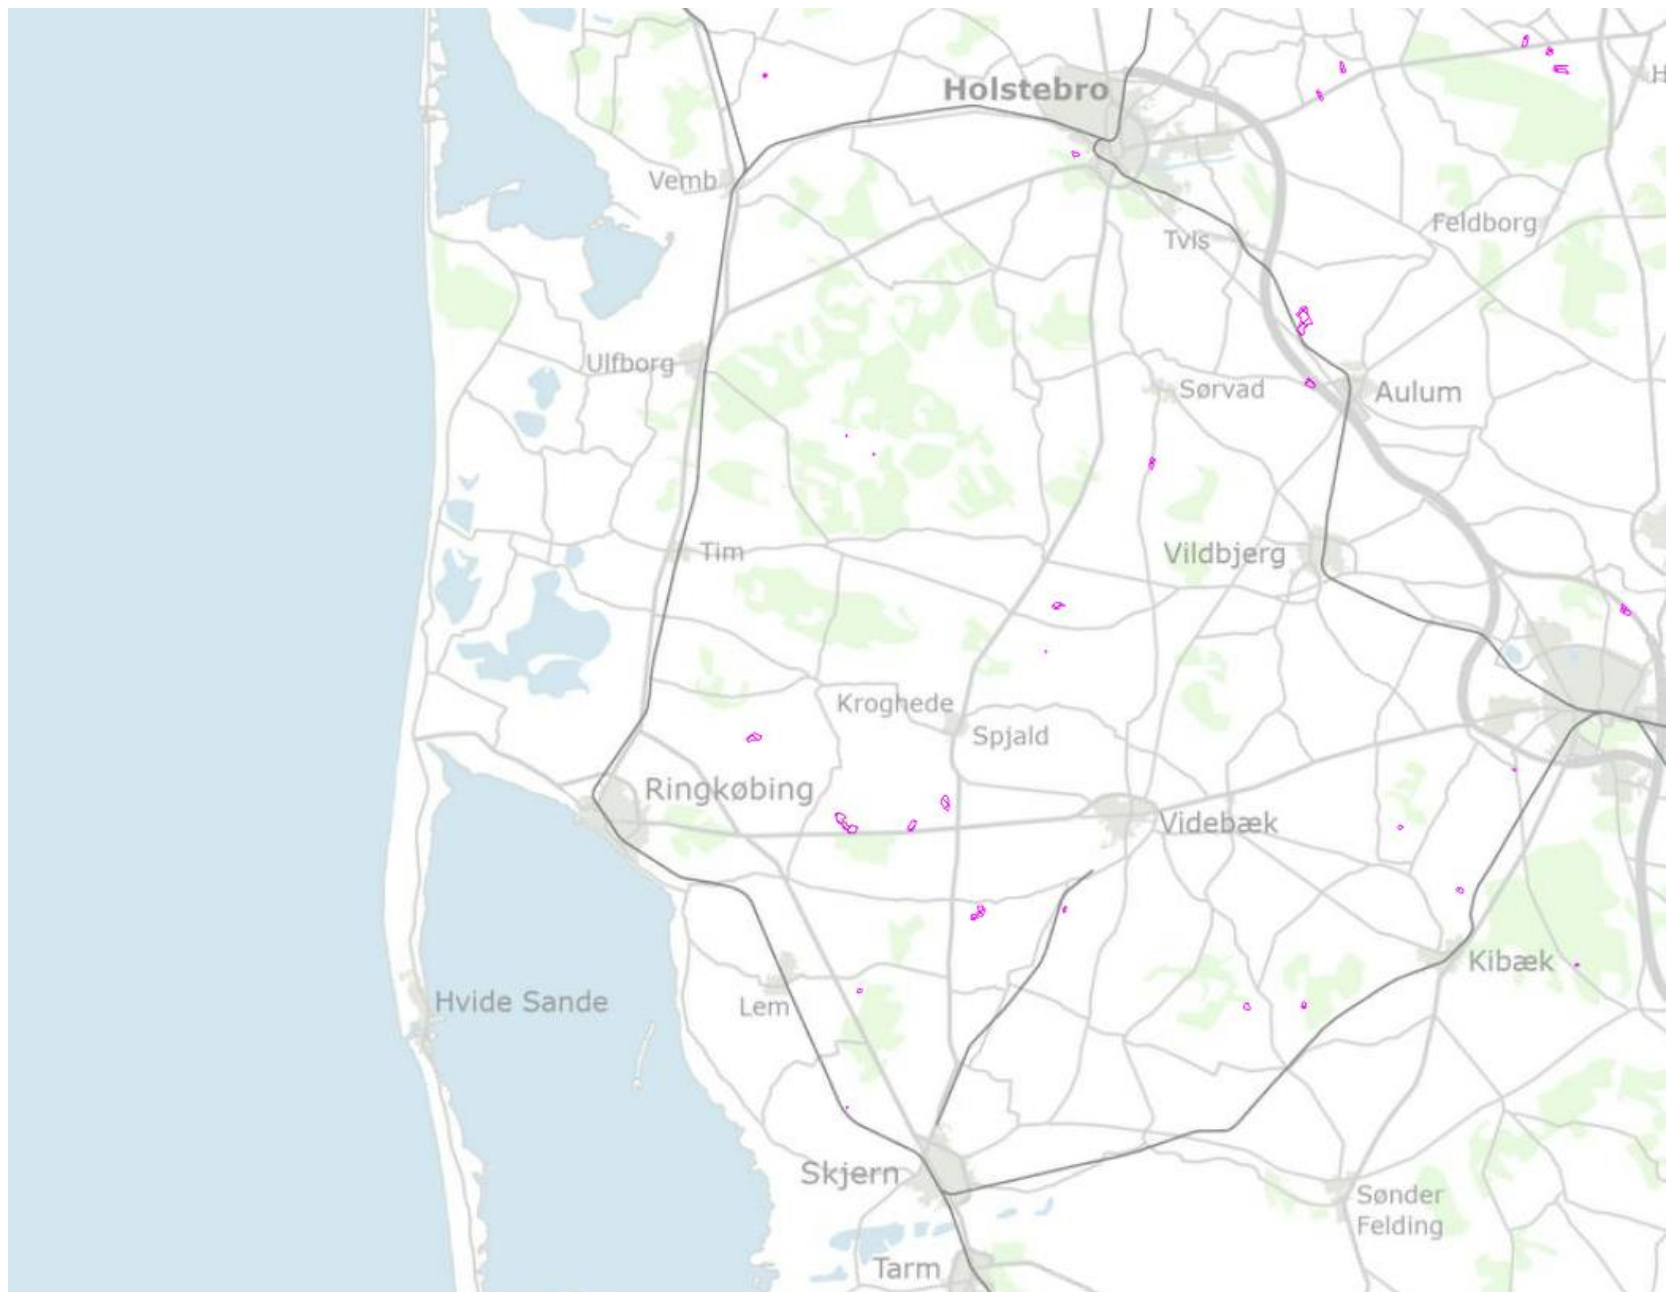 Holstebro
H
Vemb
Feldborg
Tvis
Ulfborg
Sørvad
Aulum
Tim
Vildbjerg
Kroghede
Spjald
Ringkøbing
Videbæk
Hvide Sande
Lem
Kibæk
Skjern
Sønder
Felding
Tarm